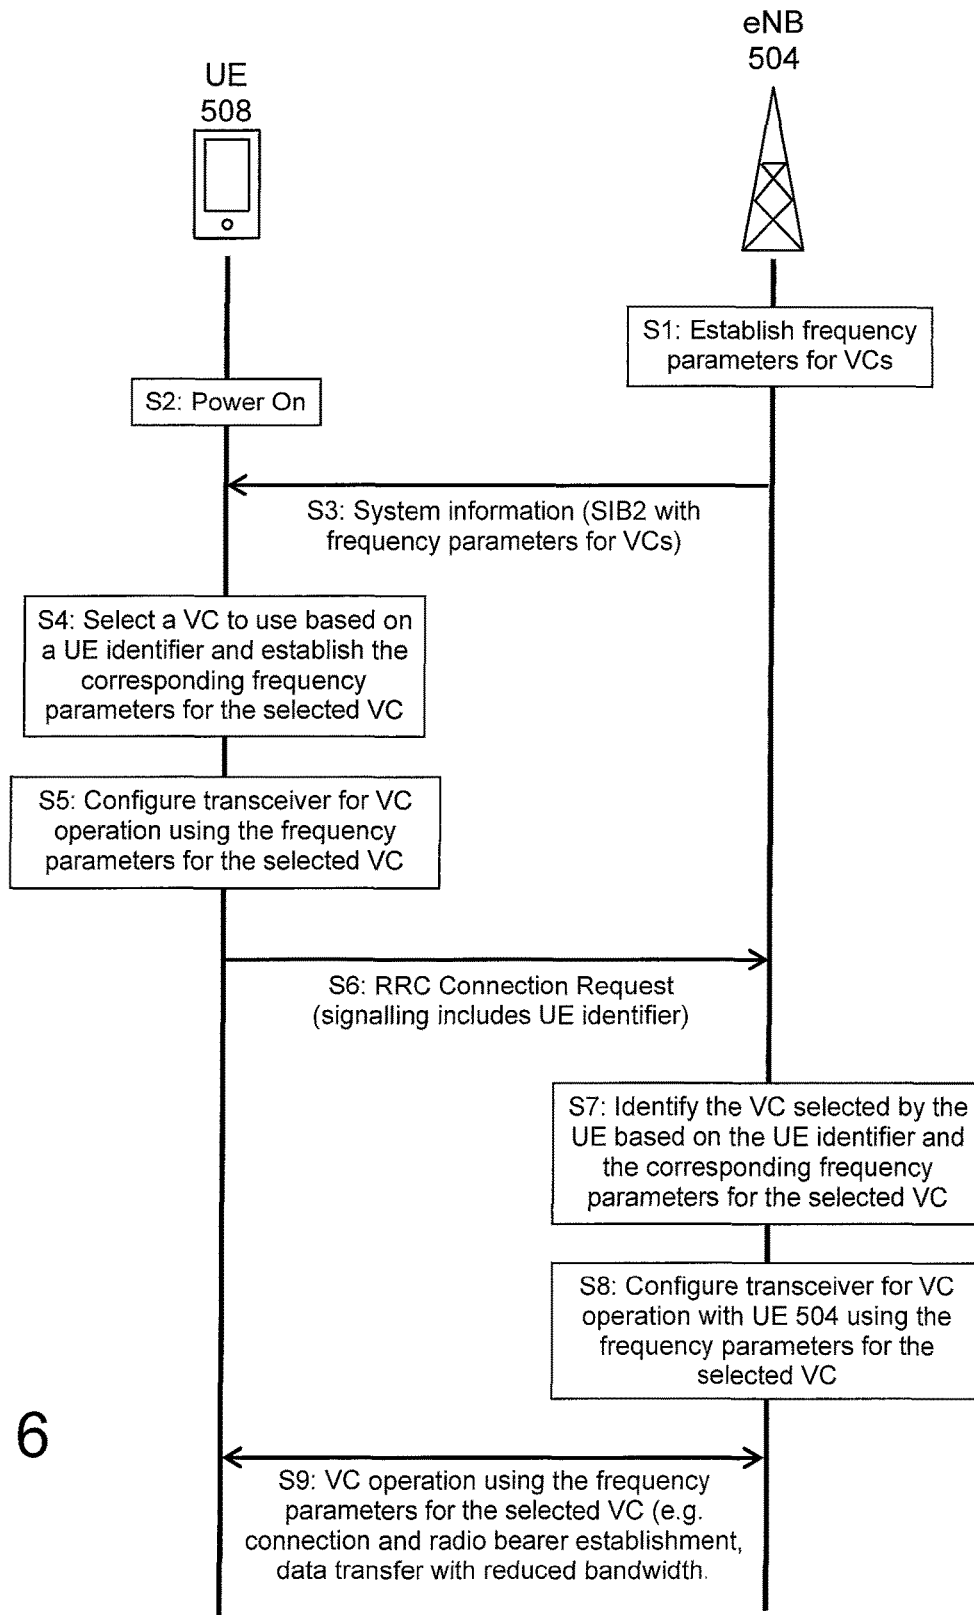 eNB
504
UE
508
S1: Establish frequency
parameters for VCs
S2: Power On
S3: System information (SIB2 with
frequency parameters for VCs)
S4: Select a VC to use based on
a UE identifier and establish the
corresponding frequency
parameters for the selected VC
S5: Configure transceiver for VC
operation using the frequency
parameters for the selected VC
S6: RRC Connection Request
(signalling includes UE identifier)
S7: Identify the VC selected by the
UE based on the UE identifier and
the corresponding frequency
parameters for the selected VC
S8: Configure transceiver for VC
operation with UE 504 using the
frequency parameters for the
selected VC
6
S9: VC operation using the frequency
parameters for the selected VC (e.g.
connection and radio bearer establishment,
data transfer with reduced bandwidth.